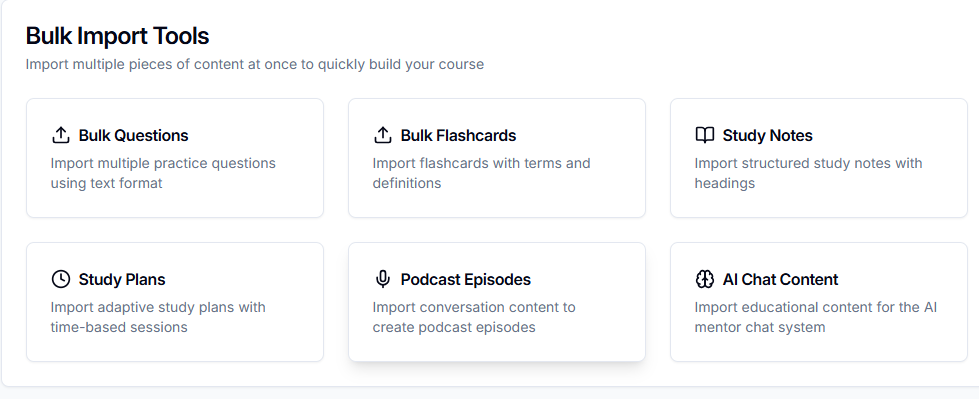 Bulk Import Tools
Import multiple pieces of content at once to quickly build your course
Bulk Questions
Import multiple practice questions
using text format
Bulk Flashcards
Import flashcards with terms and
definitions
Study Notes
Import structured study notes with
headings
Study Plans
Import adaptive study plans with
time-based sessions
Podcast Episodes
Import conversation content to
create podcast episodes
AI Chat Content
Import educational content for the AI
mentor chat system